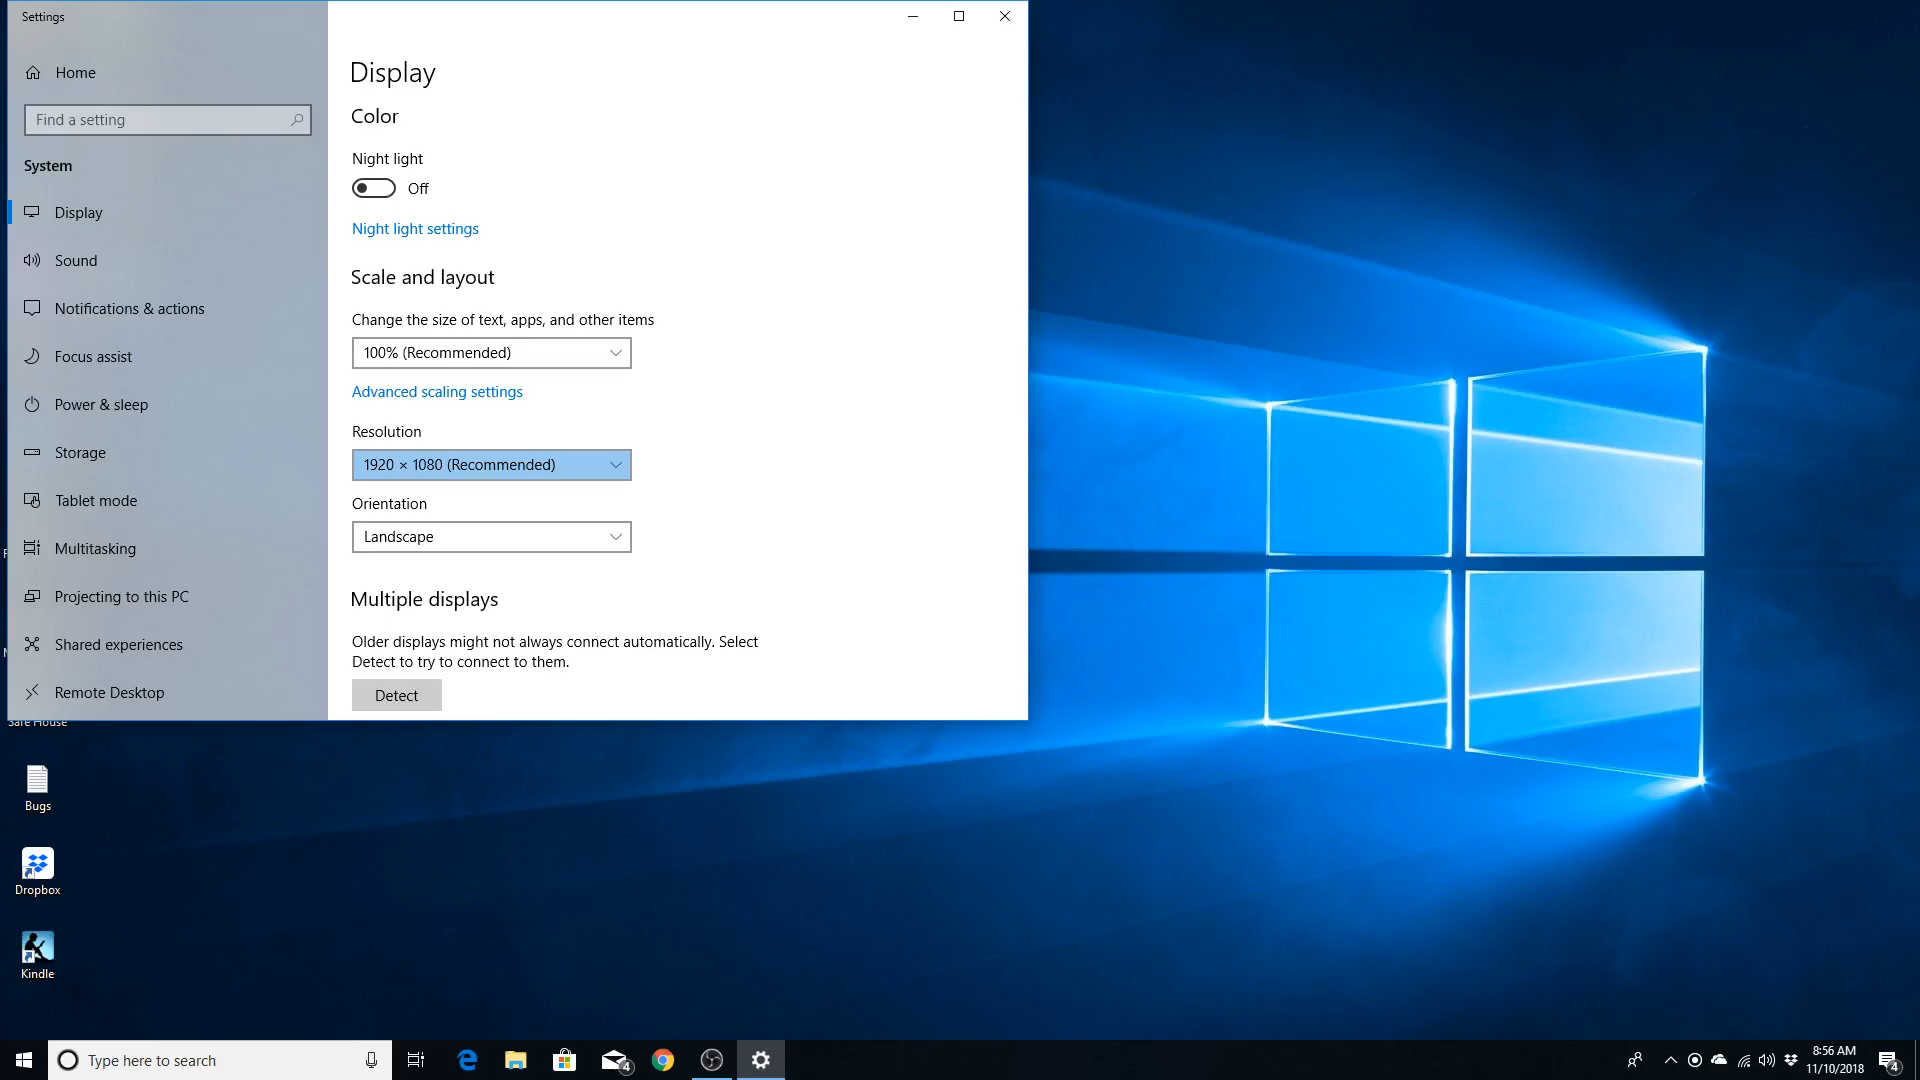 Settings
Home
Find a setting
System
Display
Sound
Notifications & actions
Focus assist
Power & sleep
Storage
Tablet mode
Multitasking
Projecting to this PC
Shared experiences
Remote Desktop
Display
Color
Night light
Off
Night light settings
Scale and layout
Change the size of text, apps, and other items
100% (Recommended)
Advanced scaling settings
Resolution
1920 × 1080 (Recommended)
Orientation
Landscape
Multiple displays
Older displays might not always connect automatically. Select
Detect to try to connect to them.
Detect
Safe House
Bugs
Dropbox
Kindle
Type here to search
4
8:56 AM
11/10/2018
4